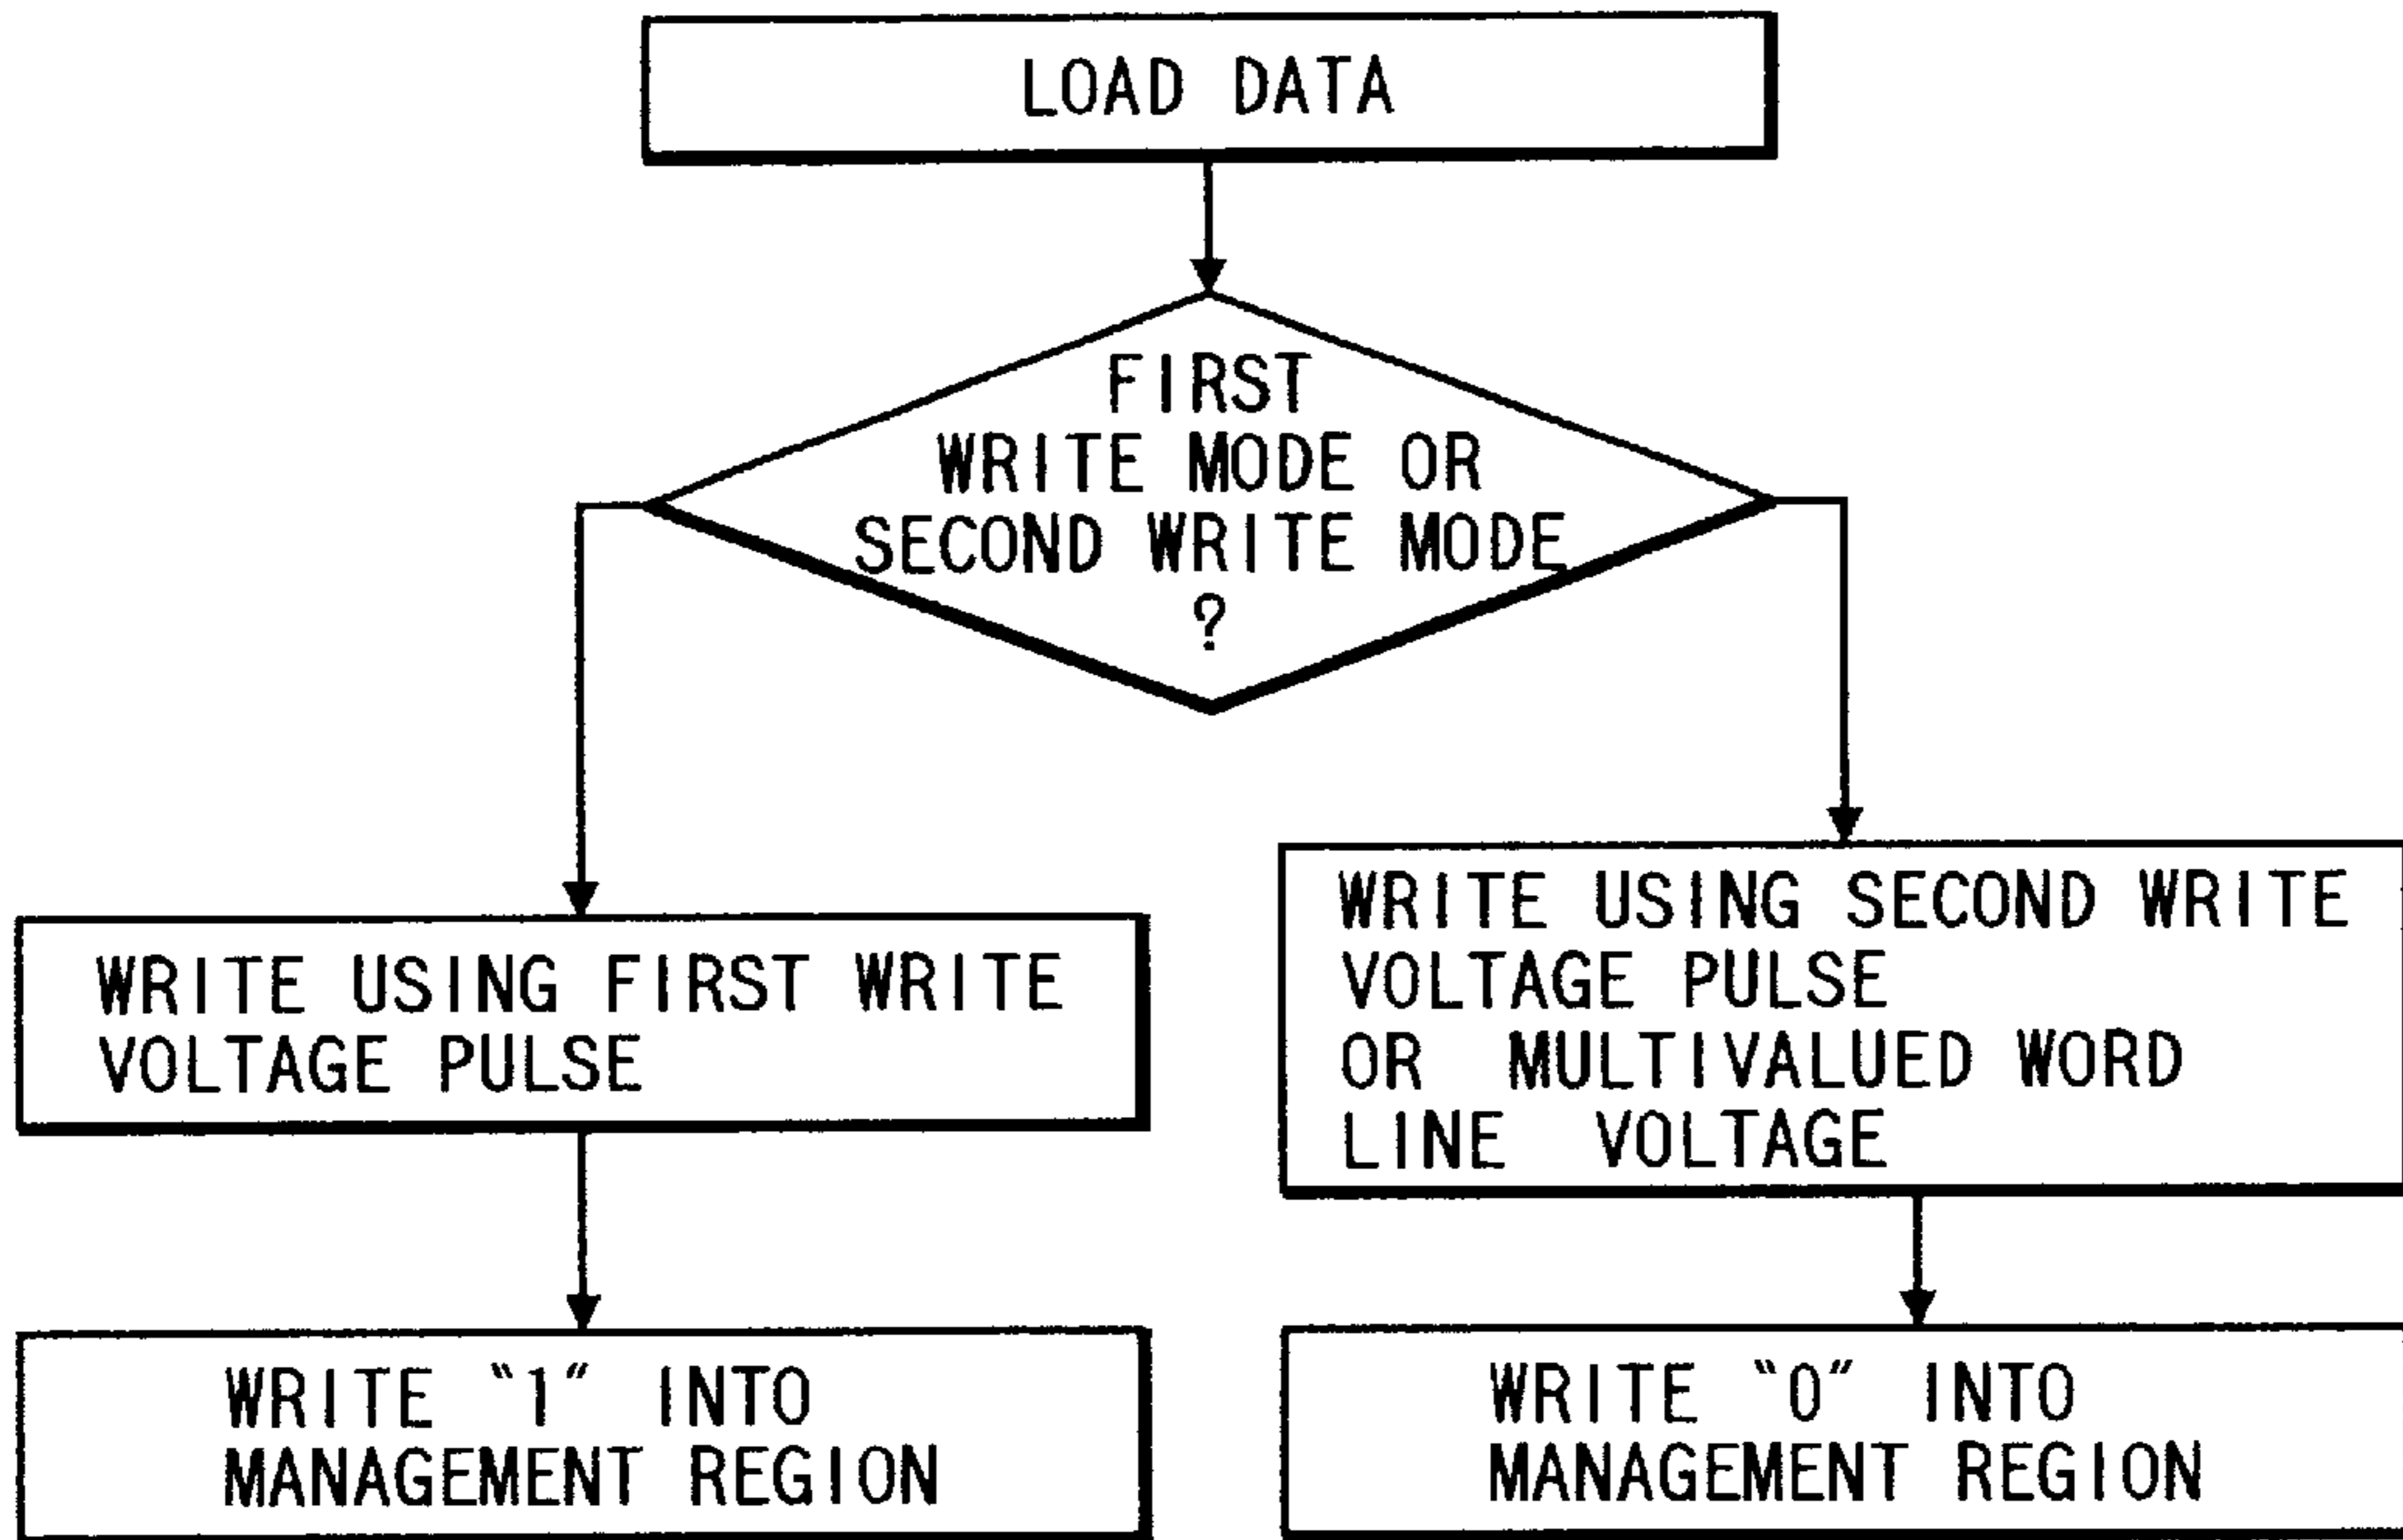 LOAD DATA
FIRST
WRITE MODE OR
SECOND WRITE MODE
?
WRITE USING FIRST WRITE
VOLTAGE PULSE
WRITE "1" INTO
MANAGEMENT REGION
WRITE USING SECOND WRITE
VOLTAGE PULSE
OR MULTIVALUED WORD
LINE VOLTAGE
WRITE "0" INTO
MANAGEMENT REGION